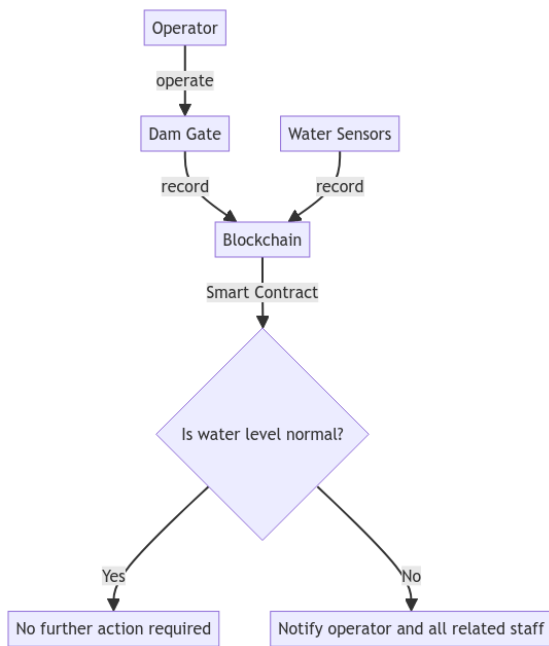 Operator
operate
Dam Gate
Water Sensors
record
record
Blockchain
Smart Contract
Is water level normal?
Yes
No
No further action required
Notify operator and all related staff